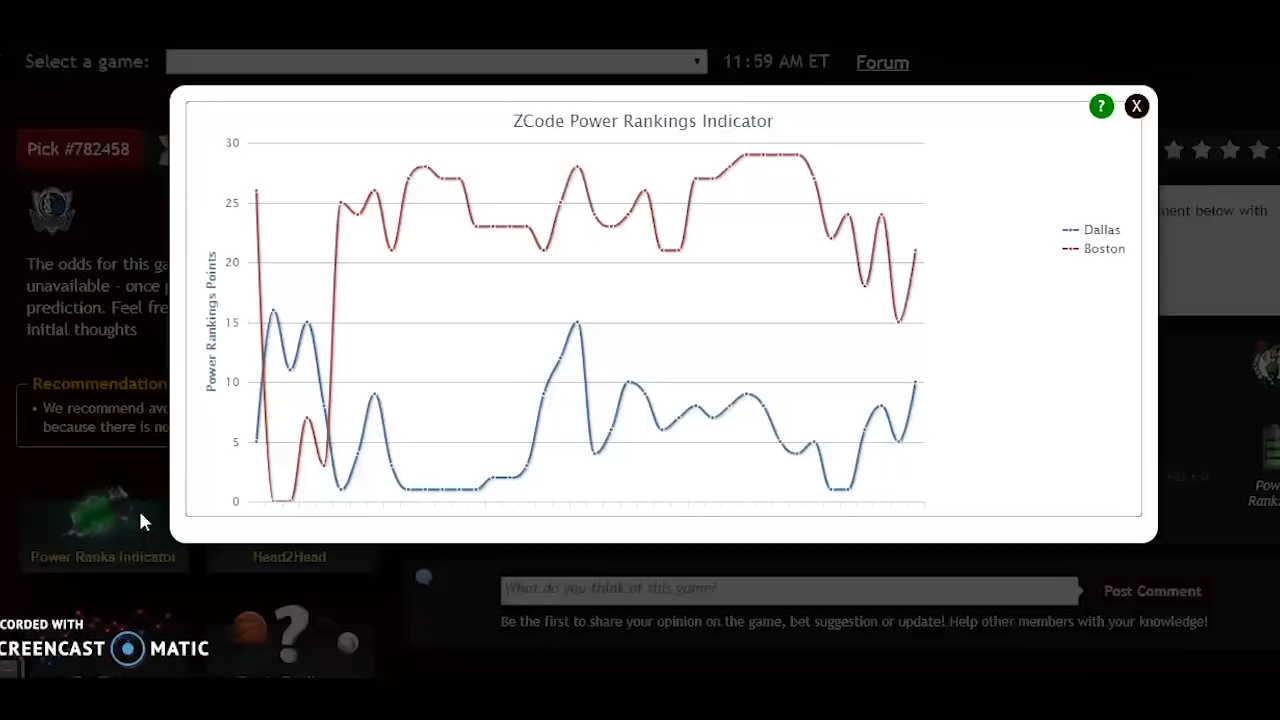 Select a game:
11:59 AM ET
Forum
ZCode Power Rankings Indicator
?
X
Pick #782458
Power Rankings Points
30
25
20
15
10
5
0
Dallas
Boston
ment below with
The odds for this ga
unavailable - once
prediction. Feel fre
initial thoughts
Recommendation
• We recommend avo
because there is no
Pow
Ranks
Power Ranks Indicator
Head2Head
What do you think of this game?
Post Comment
Be the first to share your opinion on the game, bet suggestion or update! Help other members with your knowledge!
?
CORDED WITH
CREENCAST MATIC